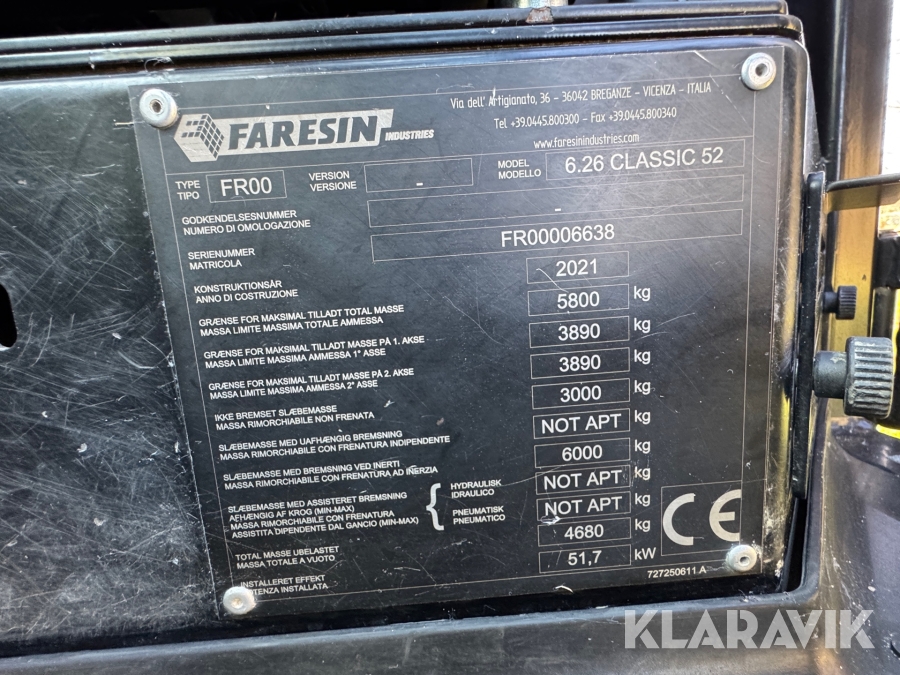 FARESIN INDUSTRIES
Via dell' Artigianato, 36 - 36042 BREGANZE - VICENZA - ITALIA
Tel +39.0445.800300 - Fax +39.0445.800340
www.faresinindustries.com
TYPE
TIPO
FR00
VERSION
VERSIONE
-
MODEL
MODELLO
6.26 CLASSIC 52
GODKENDELSESNUMMER
NUMERO DI OMOLOGAZIONE
-
SERIENUMMER
MATRICOLA
FR00006638
KONSTRUKTIONSÅR
ANNO DI COSTRUZIONE
2021
GRÆNSE FOR MAKSIMAL TILLADT TOTAL MASSE
MASSA LIMITE MASSIMA TOTALE AMMESSA
5800 kg
GRÆNSE FOR MAKSIMAL TILLADT MASSE PÅ 1. AKSE
MASSA LIMITE MASSIMA AMMESSA 1° ASSE
3890 kg
GRÆNSE FOR MAKSIMAL TILLADT MASSE PÅ 2. AKSE
MASSA LIMITE MASSIMA AMMESSA 2° ASSE
3890 kg
IKKE BREMSET SLÆBEMASSE
MASSA RIMORCHIABILE NON FRENATA
3000 kg
SLÆBEMASSE MED UAFHÆNGIG BREMSNING
MASSA RIMORCHIABILE CON FRENATURA INDIPENDENTE
NOT APT kg
SLÆBEMASSE MED BREMSNING VED INERTI
MASSA RIMORCHIABILE CON FRENATURA AD INERZIA
6000 kg
SLÆBEMASSE MED ASSISTERET BREMSNING
AFHÆNGIG AF KROG (MIN-MAX)
MASSA RIMORCHIABILE CON FRENATURA
ASSISTITA DIPENDENTE DAL GANCIO (MIN-MAX)
HYDRAULISK
IDRAULICO
NOT APT kg
PNEUMATISK
PNEUMATICO
NOT APT kg
TOTAL MASSE UBELASTET
MASSA TOTALE A VUOTO
4680 kg
INSTALLERET EFFEKT
POTENZA INSTALLATA
51,7 kW
CE
727250611.A
KLARAVIK